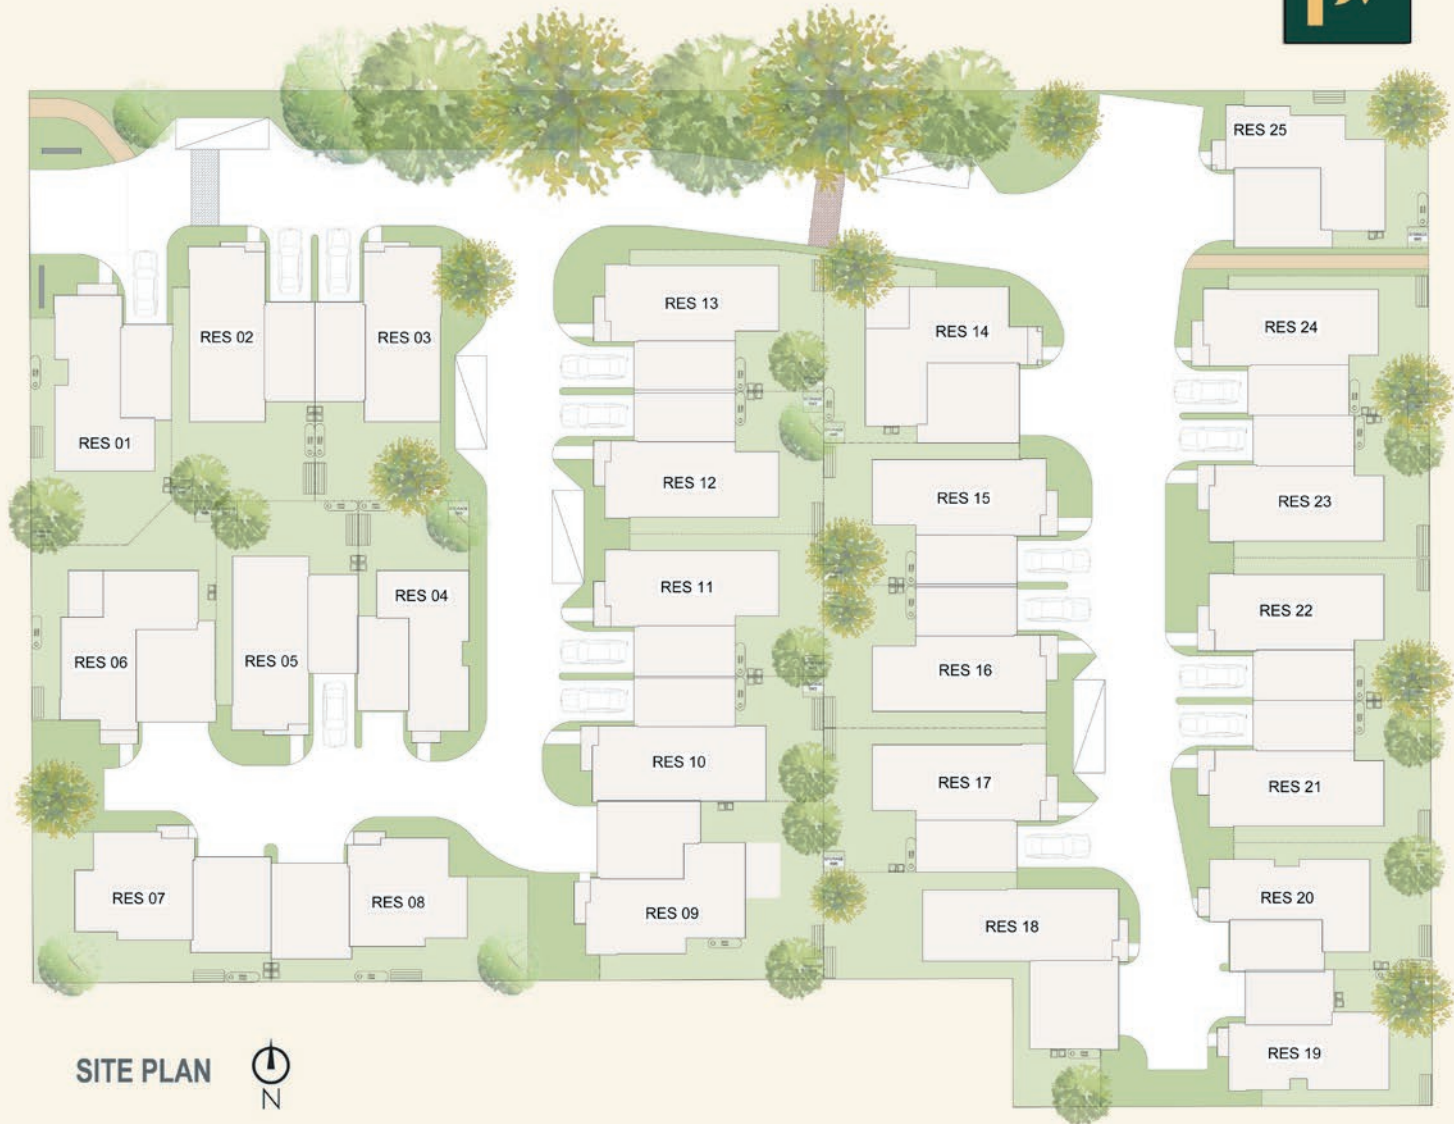 RES 25
RES 13
RES 24
RES 02
RES 03
RES 14
RES 01
RES 12
RES 15
RES 23
RES 11
RES 04
RES 22
RES 06
RES 05
RES 16
RES 10
RES 17
RES 21
RES 07
RES 08
RES 09
RES 20
RES 18
RES 19
SITE PLAN
N